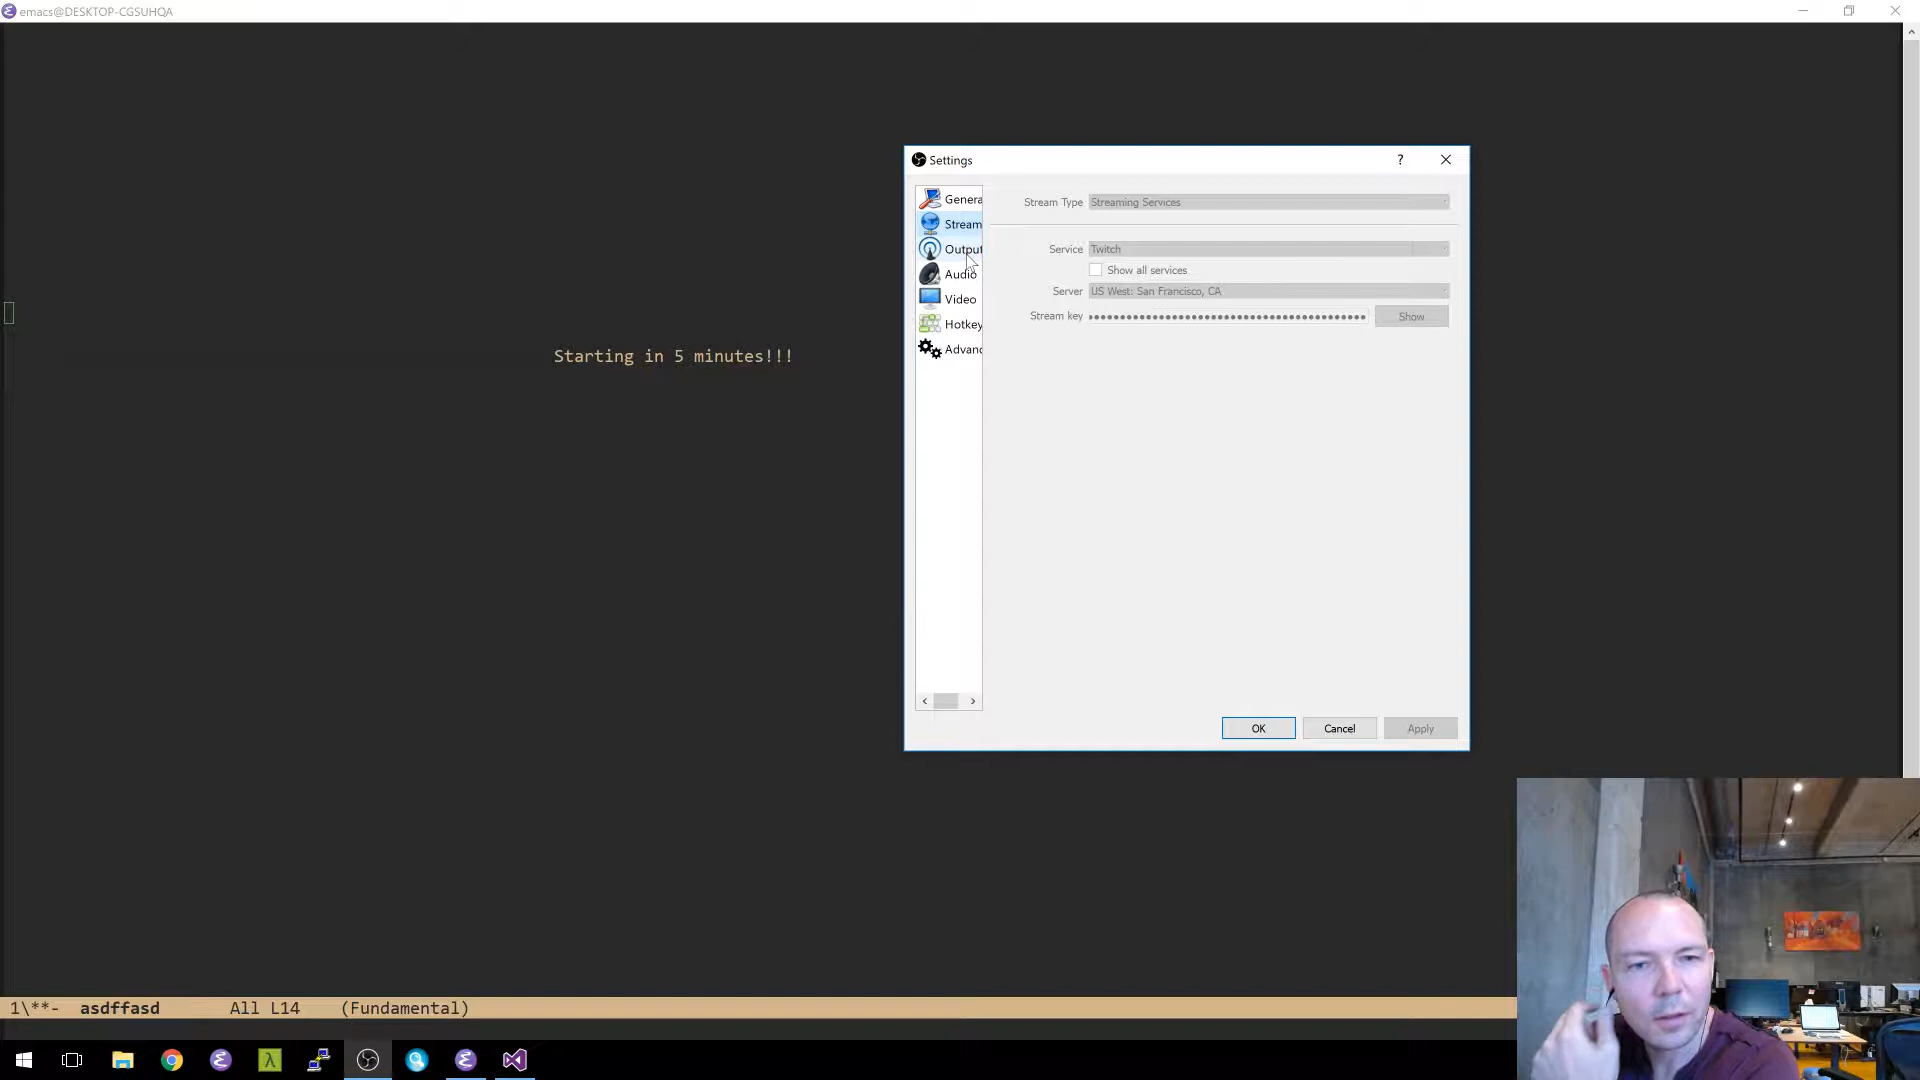 emacs@DESKTOP-CGSUHQA
Settings
?
Genera
Stream
Output
Audio
Video
Hotkey
Advanc
Stream Type Streaming Services
Service Twitch
Show all services
Server US West: San Francisco, CA
Stream key ●●●●●●●●●●●●●●●●●●●●●●●●●●●●●●●●●●●●●●●●●●●● Show
Starting in 5 minutes!!!
OK Cancel Apply
1\**- asdffasd All L14 (Fundamental)